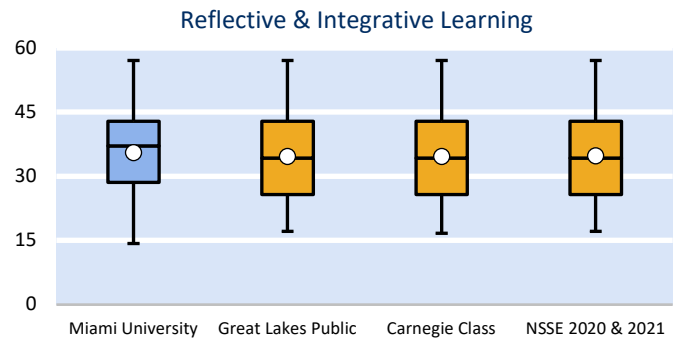 Reflective & Integrative Learning
60
45
30
15
0
Miami University Great Lakes Public Carnegie Class NSSE 2020 & 2021